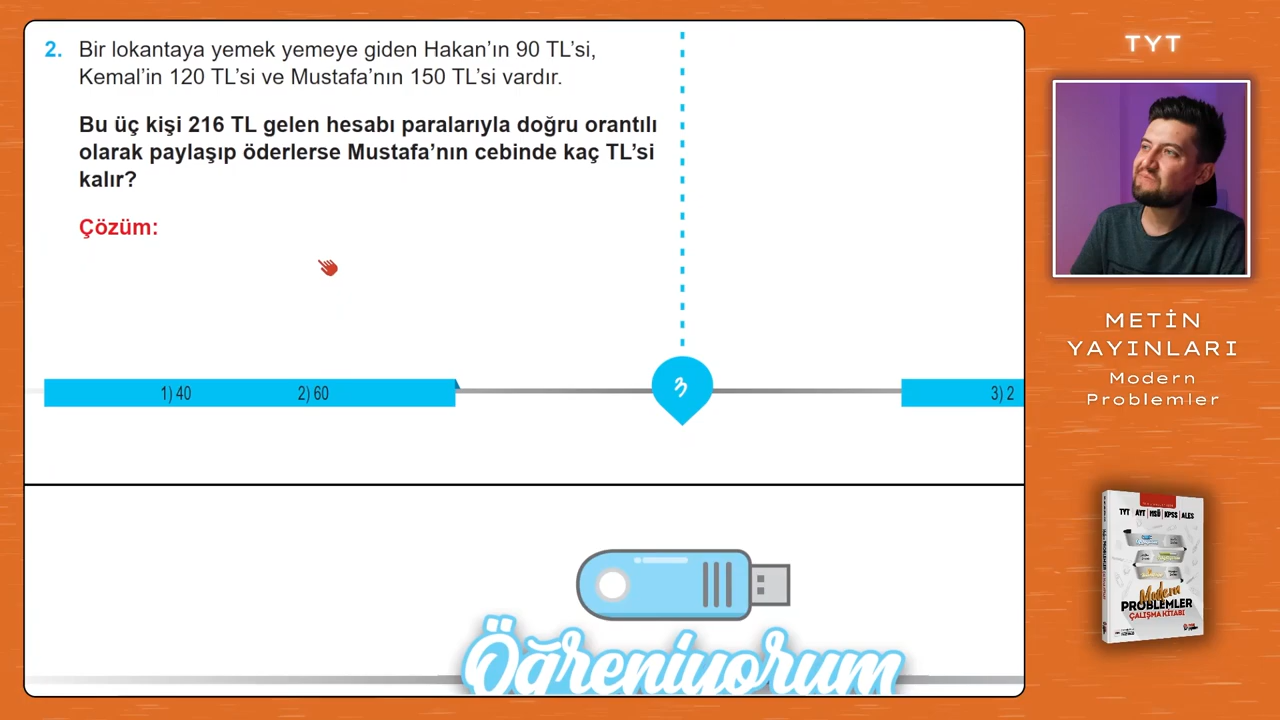 2. Bir lokantaya yemek yemeye giden Hakan’ın 90 TL’si,
Kemal’in 120 TL’si ve Mustafa’nın 150 TL’si vardır.
Bu üç kişi 216 TL gelen hesabı paralarıyla doğru orantılı
olarak paylaşıp öderlerse Mustafa’nın cebinde kaç TL’si
kalır?
Çözüm:
1) 40 2) 60
3
3) 2
Öğreniyorum
TYT
METİN
YAYINLARI
Modern
Problemler
TYT AYT MSÜ KPSS ALES
Modern
PROBLEMLER
ÇALIŞMA KİTABI